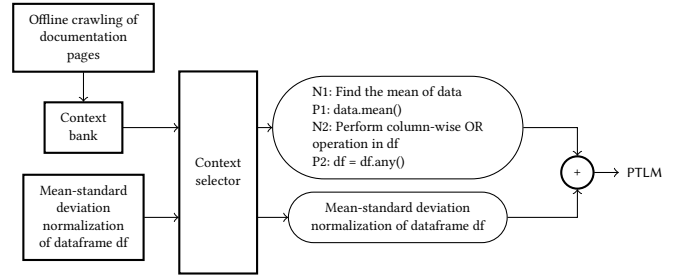 Offline crawling of
documentation
pages
Context
bank
Mean-standard
deviation
normalization
of dataframe df
Context
selector
N1: Find the mean of data
P1: data.mean()
N2: Perform column-wise OR
operation in df
P2: df = df.any()
Mean-standard deviation
normalization of dataframe df
+
PTLM